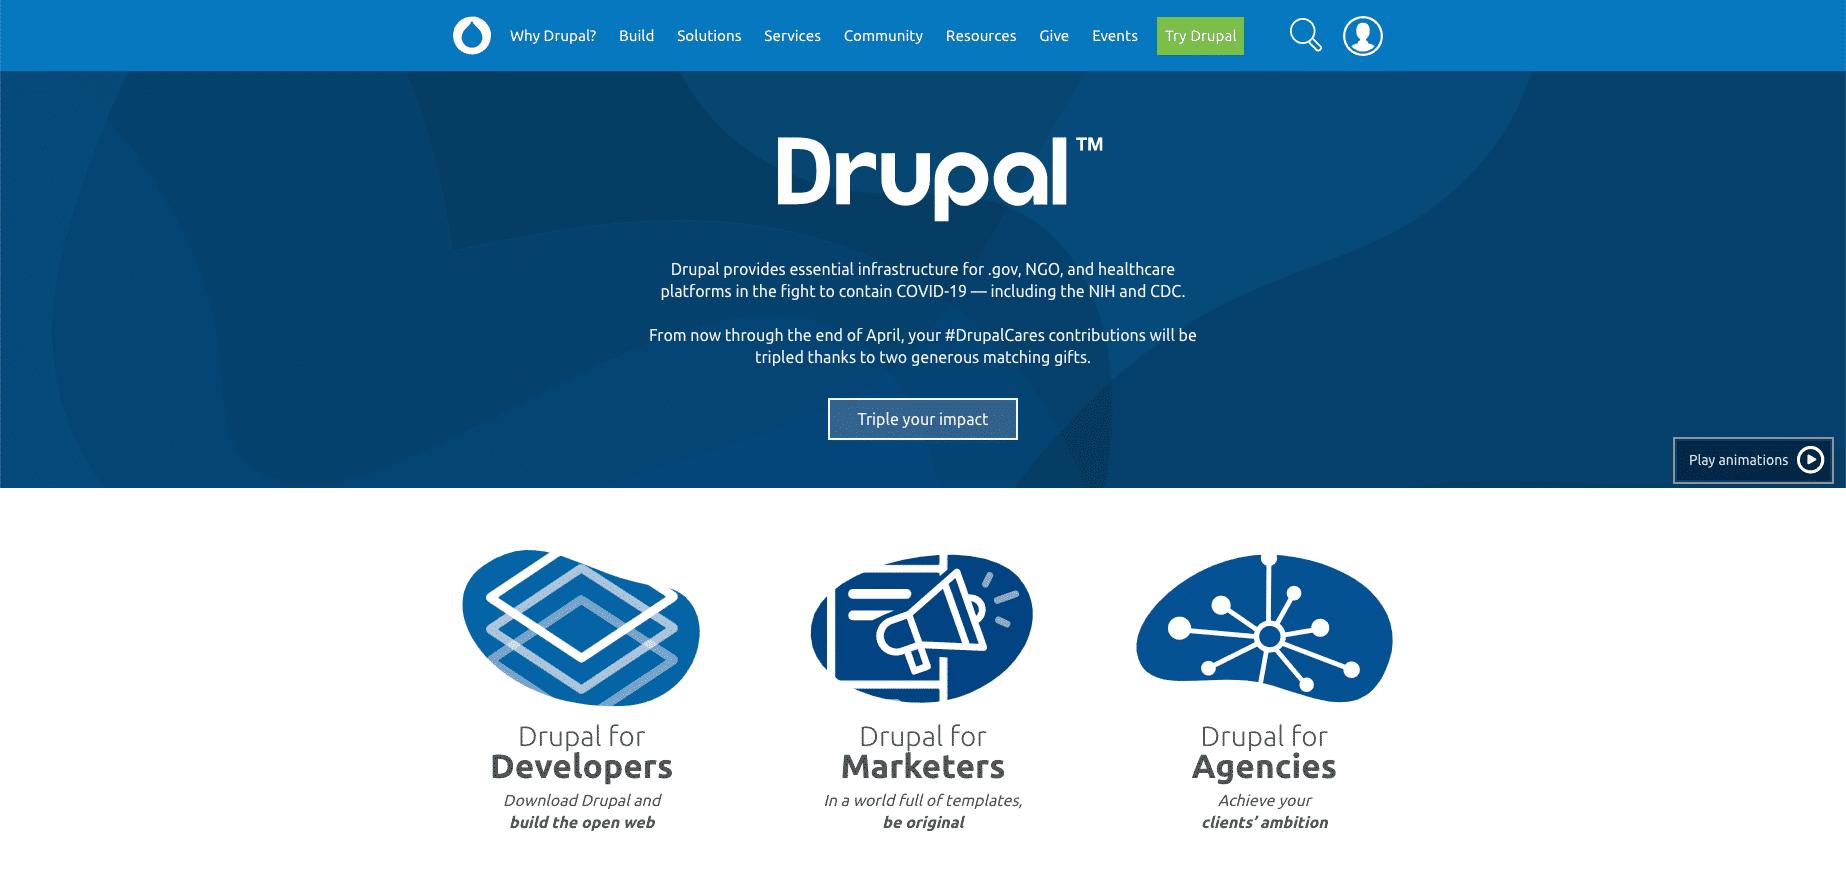 Why Drupal? Build Solutions Services Community Resources Give Events Try Drupal
Drupal™
Drupal provides essential infrastructure for .gov, NGO, and healthcare
platforms in the fight to contain COVID-19 — including the NIH and CDC.
From now through the end of April, your #DrupalCares contributions will be
tripled thanks to two generous matching gifts.
Triple your impact
Play animations
Drupal for
Developers
Download Drupal and
build the open web
Drupal for
Marketers
In a world full of templates,
be original
Drupal for
Agencies
Achieve your
clients’ ambition